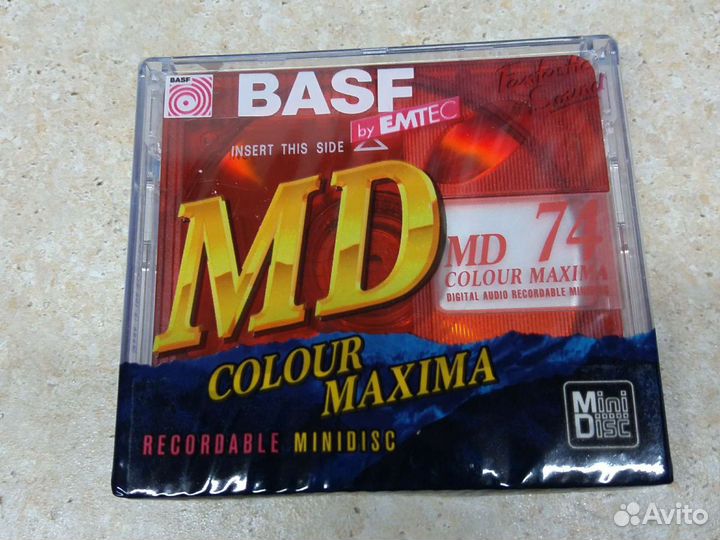 BASF
BASF
Fantastic
Sound
by EMTEC
INSERT THIS SIDE
MD
MD 74
COLOUR MAXIMA
DIGITAL AUDIO RECORDABLE
COLOUR
MAXIMA
Mini
Disc
RECORDABLE MINIDISC
Avito